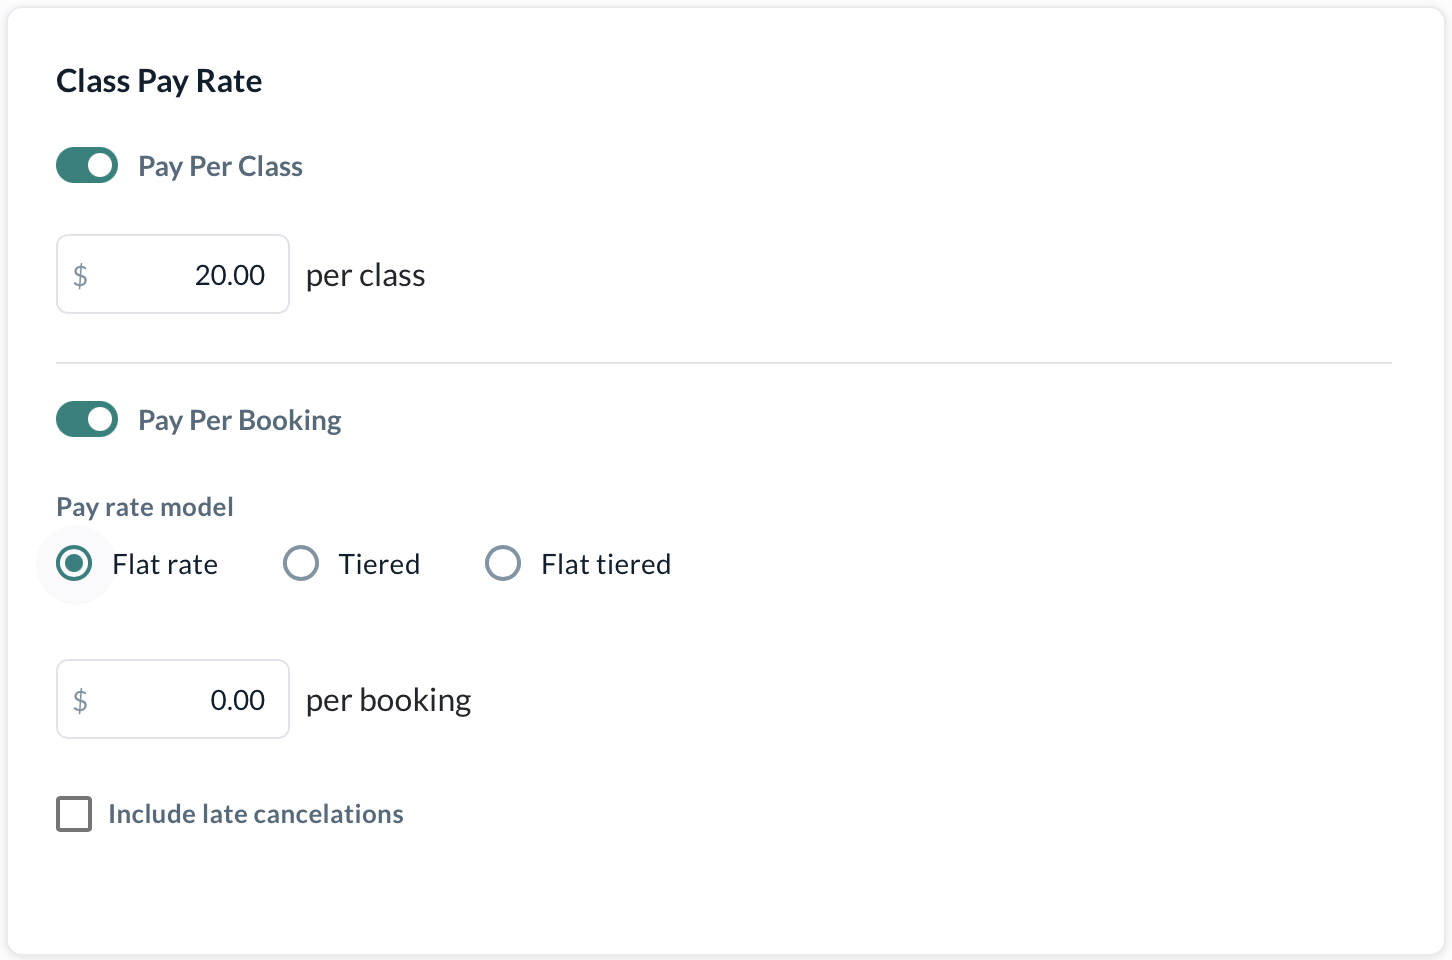 Class Pay Rate
Pay Per Class
$ 20.00 per class
Pay Per Booking
Pay rate model
Flat rate Tiered Flat tiered
$ 0.00 per booking
Include late cancelations